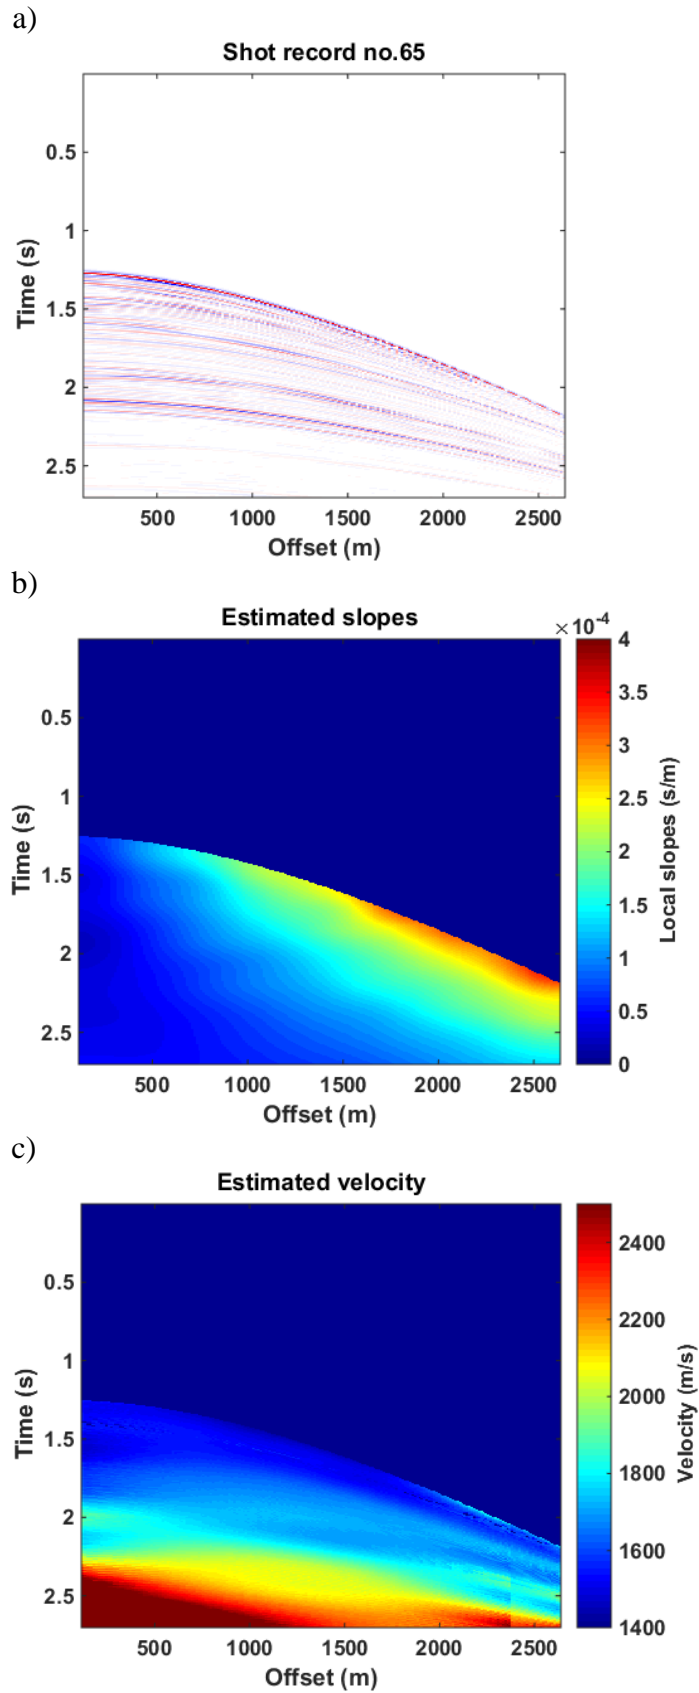 a)
Shot record no.65
0.5
1
1.5
2
2.5
Time (s)
500 1000 1500 2000 2500
Offset (m)
b)
Estimated slopes
×10-4
0.5
1
1.5
2
2.5
Time (s)
500 1000 1500 2000 2500
Offset (m)
4
3.5
3
2.5
2
1.5
1
0.5
0
Local slopes (s/m)
c)
Estimated velocity
0.5
1
1.5
2
2.5
Time (s)
500 1000 1500 2000 2500
Offset (m)
2400
2200
2000
1800
1600
1400
Velocity (m/s)